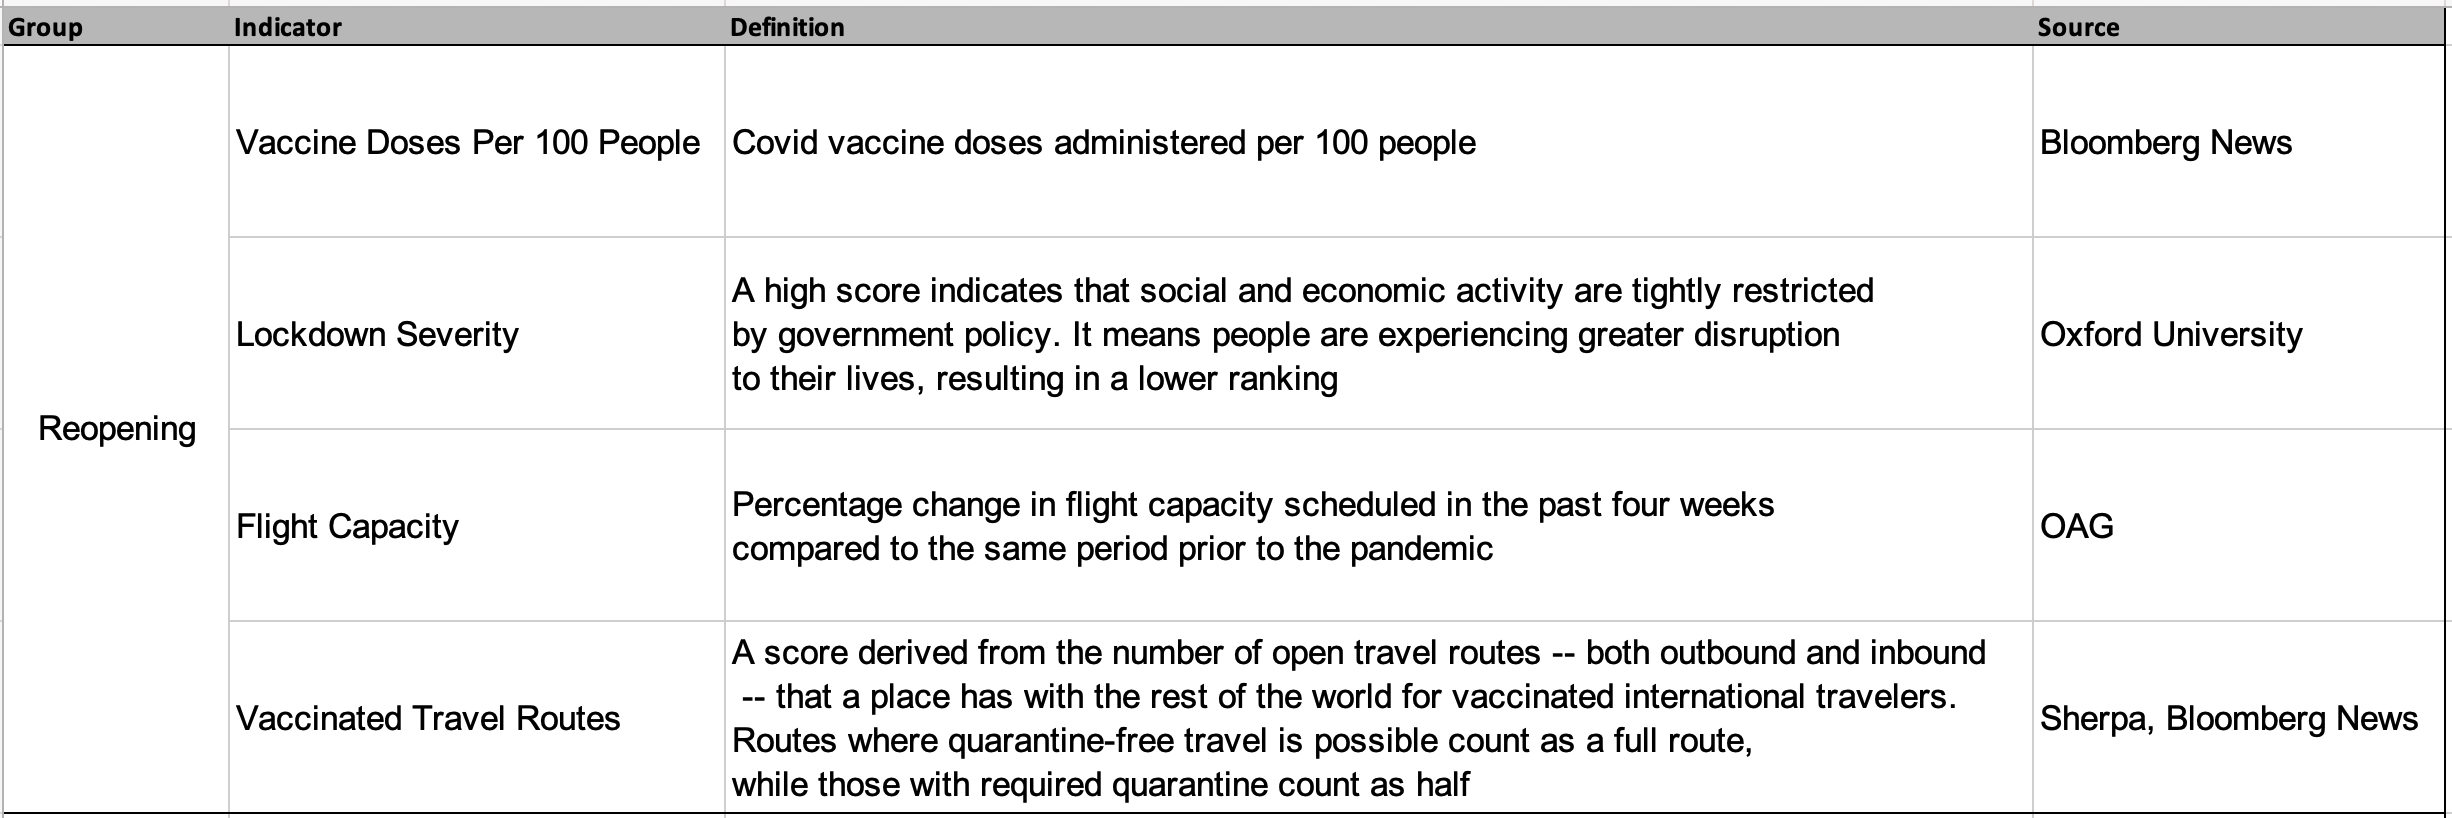 Group Indicator Definition Source
Reopening
Vaccine Doses Per 100 People Covid vaccine doses administered per 100 people Bloomberg News
Lockdown Severity
A high score indicates that social and economic activity are tightly restricted
by government policy. It means people are experiencing greater disruption
to their lives, resulting in a lower ranking
Oxford University
Flight Capacity
Percentage change in flight capacity scheduled in the past four weeks
compared to the same period prior to the pandemic
OAG
Vaccinated Travel Routes
A score derived from the number of open travel routes -- both outbound and inbound
-- that a place has with the rest of the world for vaccinated international travelers.
Routes where quarantine-free travel is possible count as a full route,
while those with required quarantine count as half
Sherpa, Bloomberg News